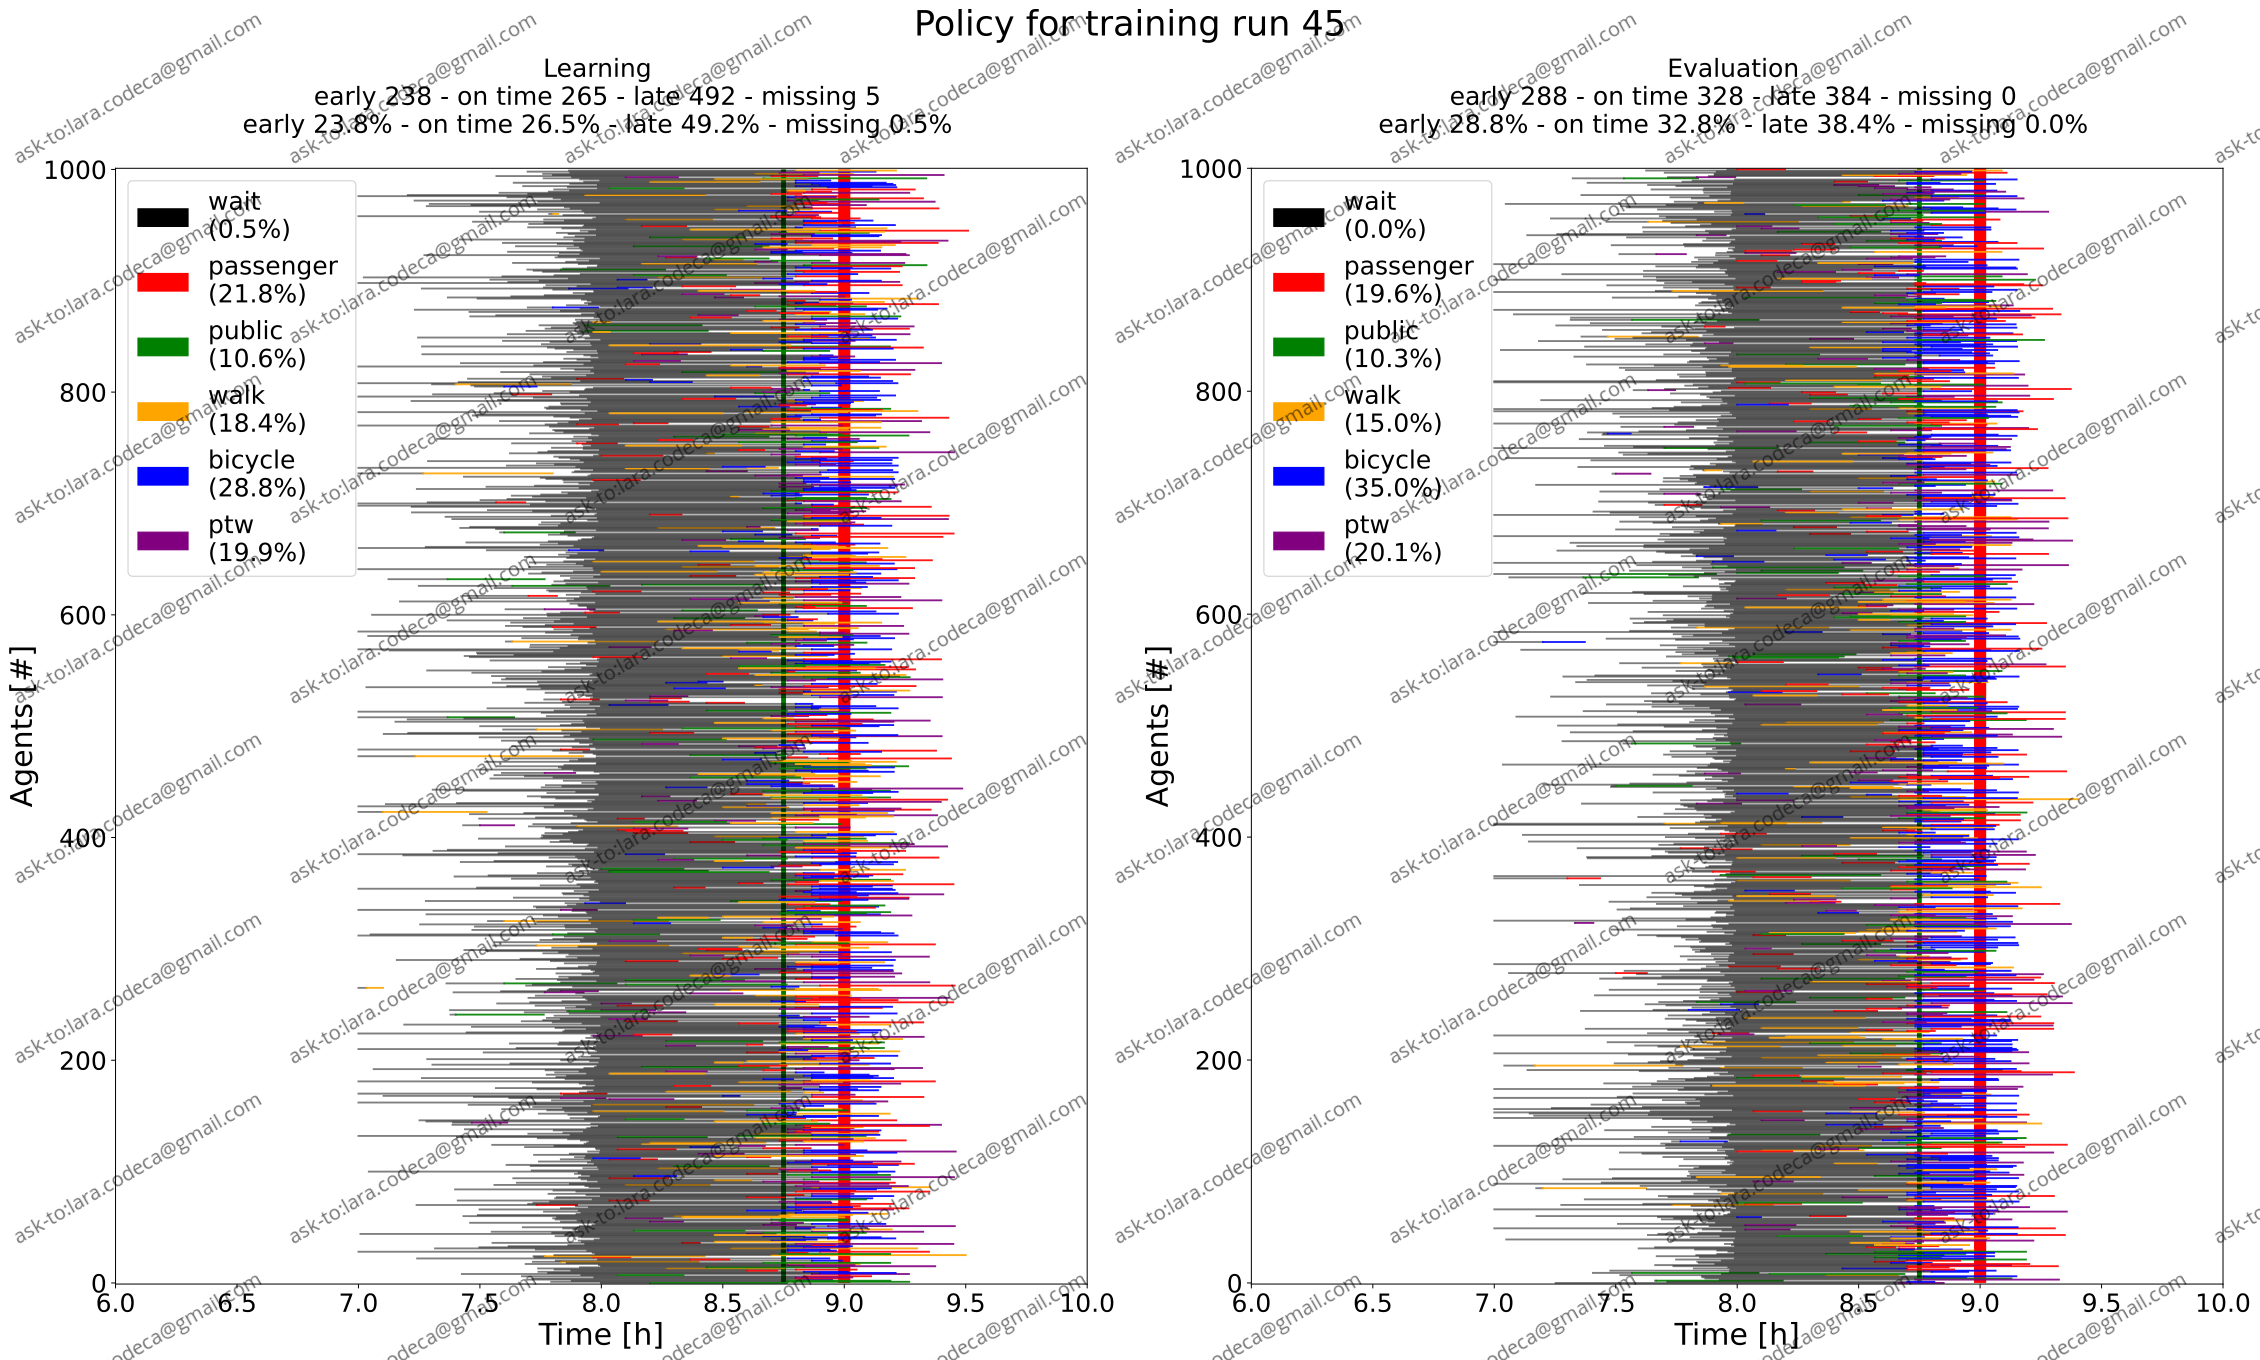 Policy for training run 45
Learning
early 238 - on time 265 - late 492 - missing 5
early 23.8% - on time 26.5% - late 49.2% - missing 0.5%
1000
800
600
400
200
0
Agents [#]
wait
(0.5%)
passenger
(21.8%)
public
(10.6%)
walk
(18.4%)
bicycle
(28.8%)
ptw
(19.9%)
6.0 6.5 7.0 7.5 8.0 8.5 9.0 9.5 10.0
Time [h]
Evaluation
early 288 - on time 328 - late 384 - missing 0
early 28.8% - on time 32.8% - late 38.4% - missing 0.0%
1000
800
600
400
200
0
Agents [#]
wait
(0.0%)
passenger
(19.6%)
public
(10.3%)
walk
(15.0%)
bicycle
(35.0%)
ptw
(20.1%)
6.0 6.5 7.0 7.5 8.0 8.5 9.0 9.5 10.0
Time [h]
ask-to:lara.codeca@gmail.com